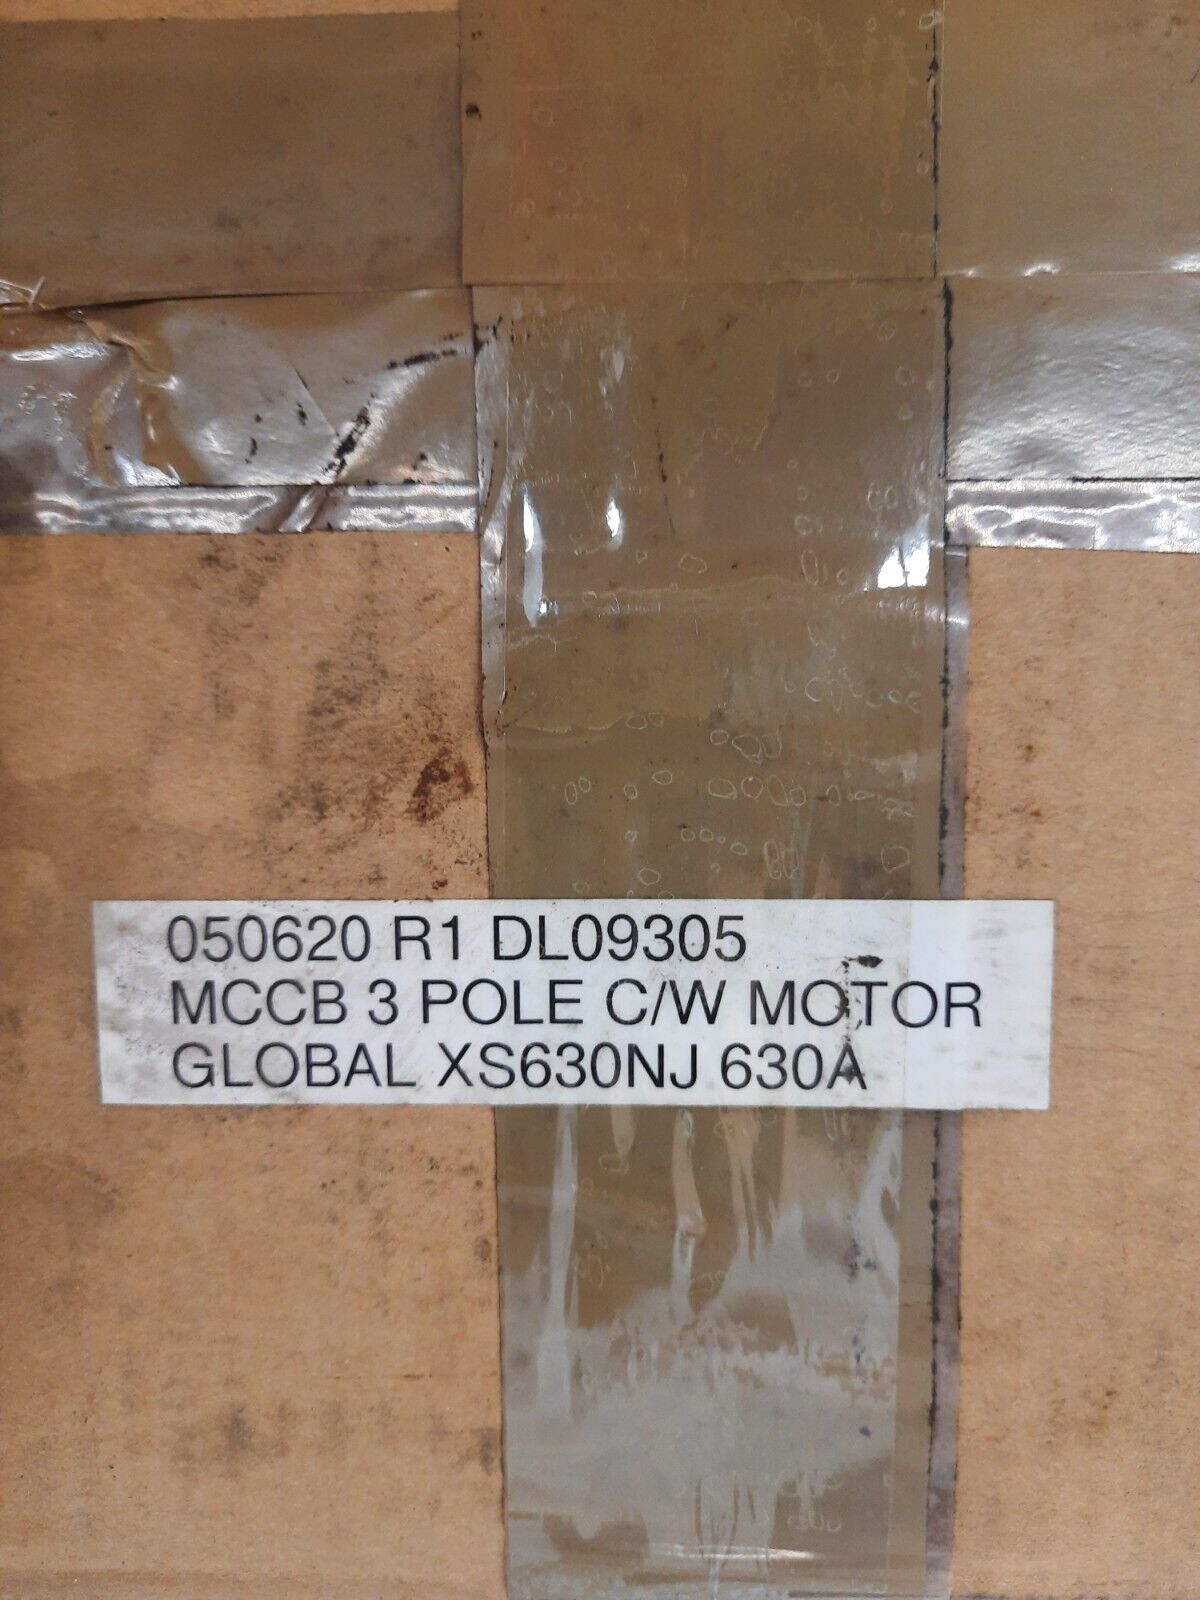 050620 R1 DL09305
MCCB 3 POLE C/W MOTOR
GLOBAL XS630NJ 630A